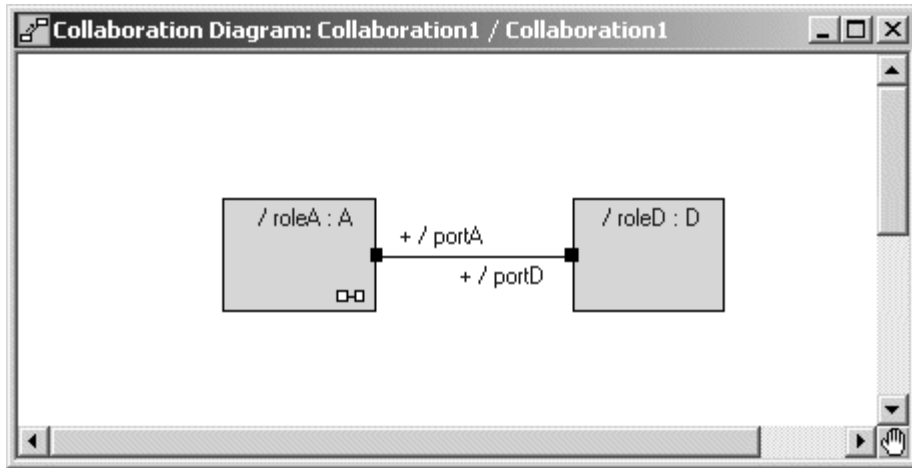 Collaboration Diagram: Collaboration1 / Collaboration1
/ roleA : A
/ roleD : D
+ / portA
+ / portD